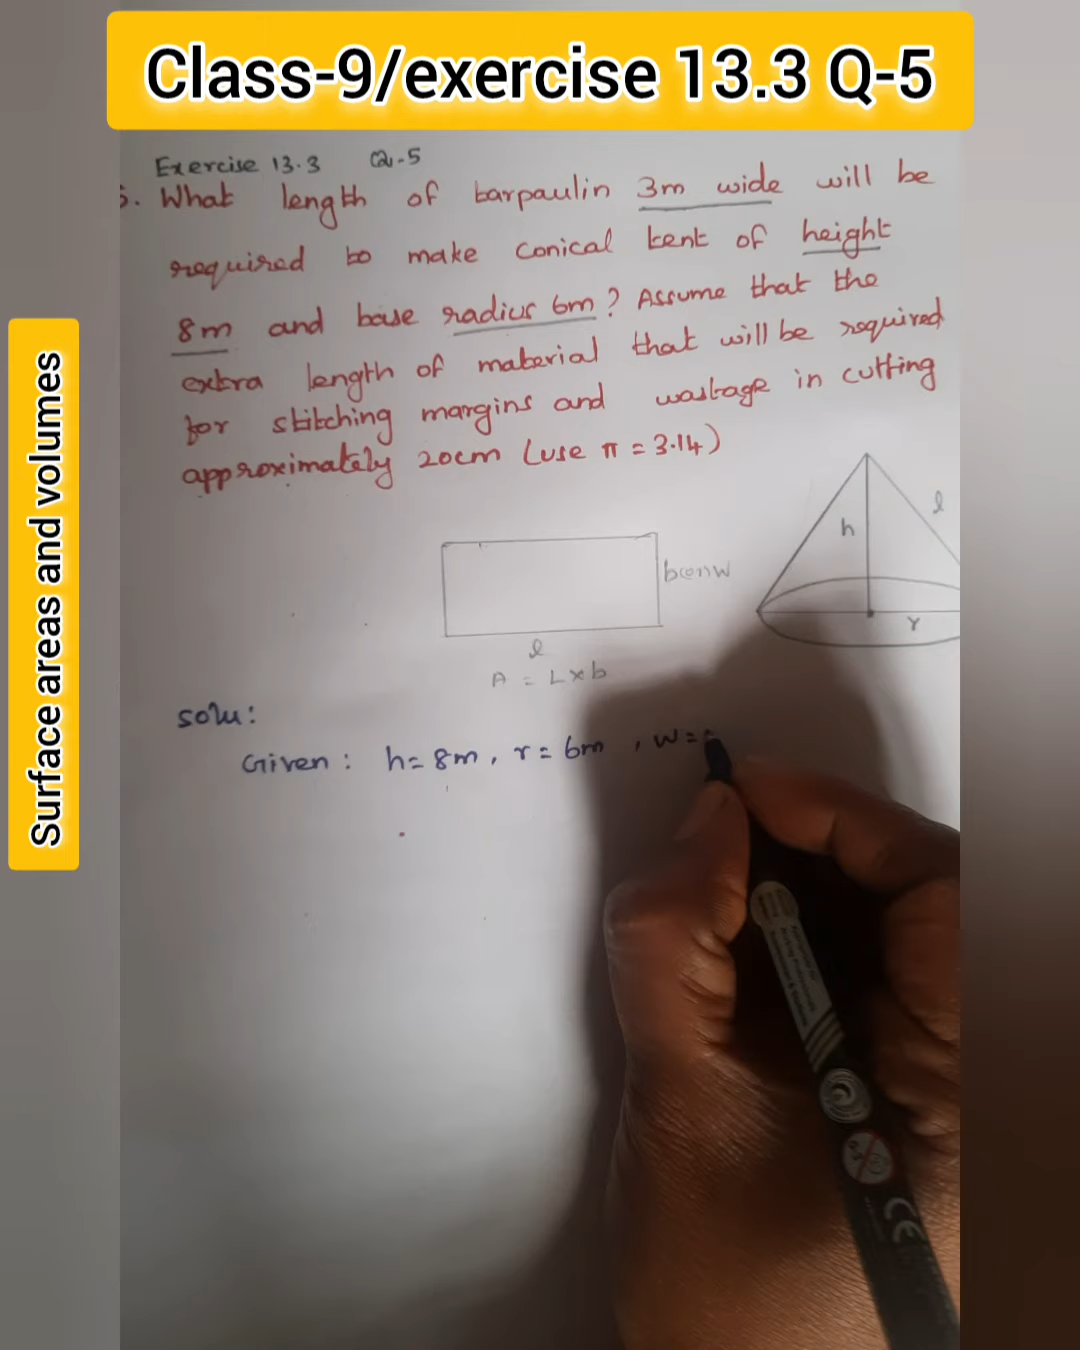 Class-9/exercise 13.3 Q-5
Surface areas and volumes
Exercise 13.3 Q-5
5. What length of tarpaulin 3m wide will be
required to make conical tent of height
8m and base radius 6m? Assume that the
extra length of material that will be required
for stitching margins and wastage in cutting
approximately 20cm (use π = 3.14)
h
l
b(or)w
r
l
A = L×b
solu:
Given: h= 8m, r= 6m , w=
CE